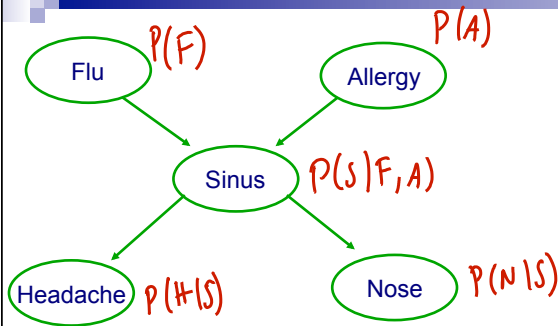 P(F)
P(A)
Flu
Allergy
Sinus
P(S|F,A)
Headache
P(H|S)
Nose
P(N|S)